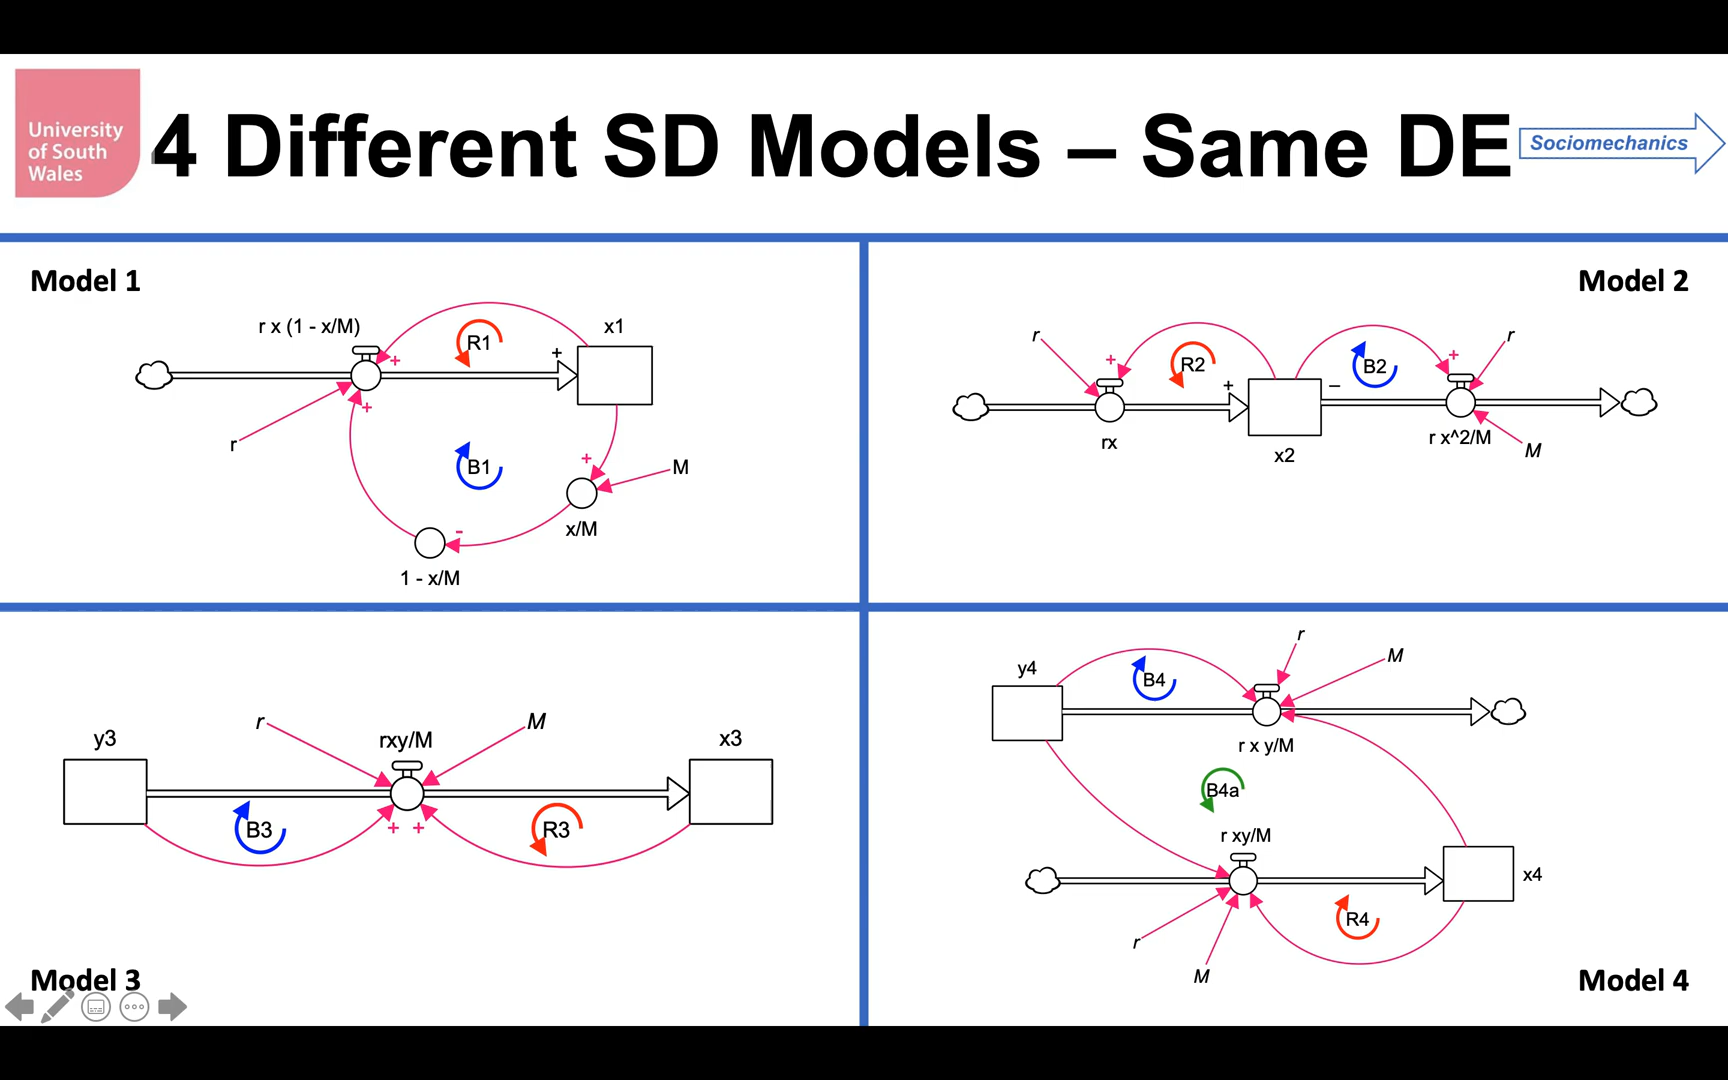 University
of South
Wales
4 Different SD Models – Same DE
Sociomechanics
Model 1
r x (1 - x/M)
R1
x1
+
+
+
r
B1
+
M
x/M
-
1 - x/M
Model 2
r
+
R2
+
rx
x2
B2
–
+
r
r x^2/M
M
y3
r
rxy/M
M
x3
B3
+ +
R3
Model 3
y4
B4
r
M
r x y/M
B4a
r xy/M
x4
R4
r
M
Model 4